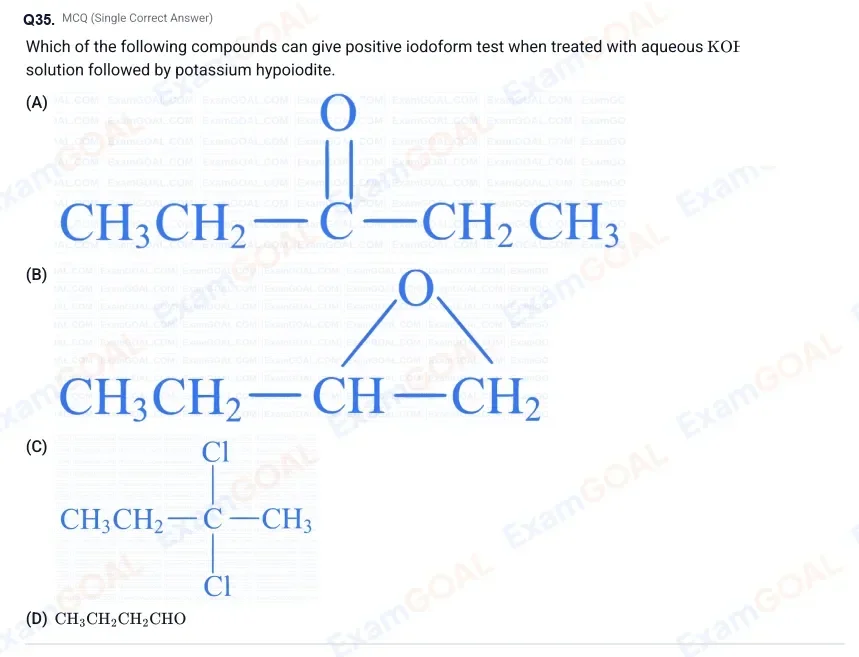 Q35. MCQ (Single Correct Answer)
Which of the following compounds can give positive iodoform test when treated with aqueous KOH
solution followed by potassium hypoiodite.
(A)
O
CH₃CH₂—C—CH₂ CH₃
(B)
O
CH₃CH₂—CH—CH₂
(C)
Cl
CH₃CH₂—C—CH₃
Cl
(D) CH₃CH₂CH₂CHO
ExamGOAL